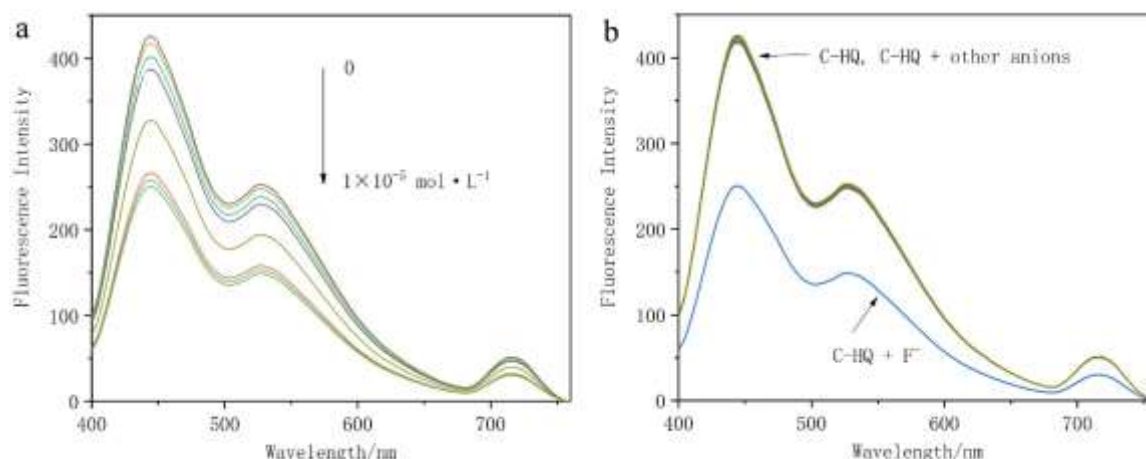 a
400
300
200
100
0
400
500
600
700
Fluorescence Intensity
Wavelength/nm
0
1×10⁻⁵ mol·L⁻¹
b
400
300
200
100
0
400
500
600
700
Fluorescence Intensity
Wavelength/nm
C-HQ, C-HQ + other anions
C-HQ + F⁻